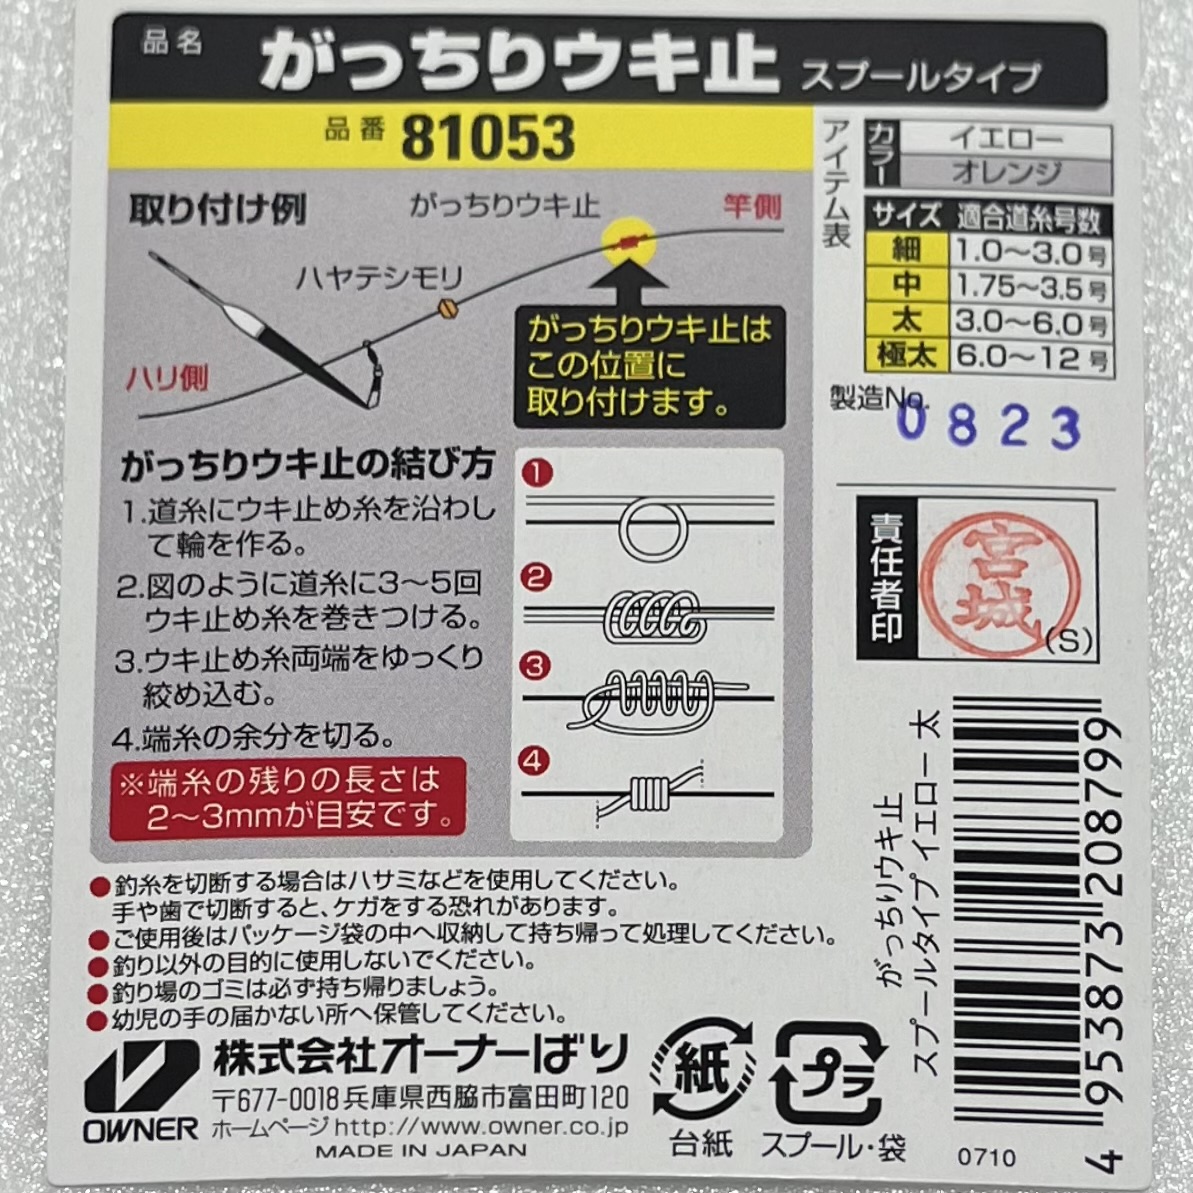 品名 がっちりウキ止 スプールタイプ
品番 81053
取り付け例
がっちりウキ止
竿側
ハヤテシモリ
ハリ側
がっちりウキ止は
この位置に
取り付けます。
アイテム表
カラー イエロー
オレンジ
サイズ 適合道糸号数
細 1.0〜3.0号
中 1.75〜3.5号
太 3.0〜6.0号
極太 6.0〜12号
製造No.
0823
責任者印
宮城
(S)
がっちりウキ止の結び方
1.道糸にウキ止め糸を沿わし
て輪を作る。
2.図のように道糸に3〜5回
ウキ止め糸を巻きつける。
3.ウキ止め糸両端をゆっくり
絞め込む。
4.端糸の余分を切る。
※端糸の残りの長さは
2〜3mmが目安です。
1
2
3
4
●釣糸を切断する場合はハサミなどを使用してください。
手や歯で切断すると、ケガをする恐れがあります。
●ご使用後はパッケージ袋の中へ収納して持ち帰って処理してください。
●釣り以外の目的に使用しないでください。
●釣り場のゴミは必ず持ち帰りましょう。
●幼児の手の届かない所へ保管してください。
がっちりウキ止
スプールタイプ イエロー 太
4 953873 208799
0710
OWNER
株式会社オーナーばり
〒677-0018 兵庫県西脇市富田町120
ホームページ http://www.owner.co.jp
MADE IN JAPAN
紙
台紙
プラ
スプール・袋